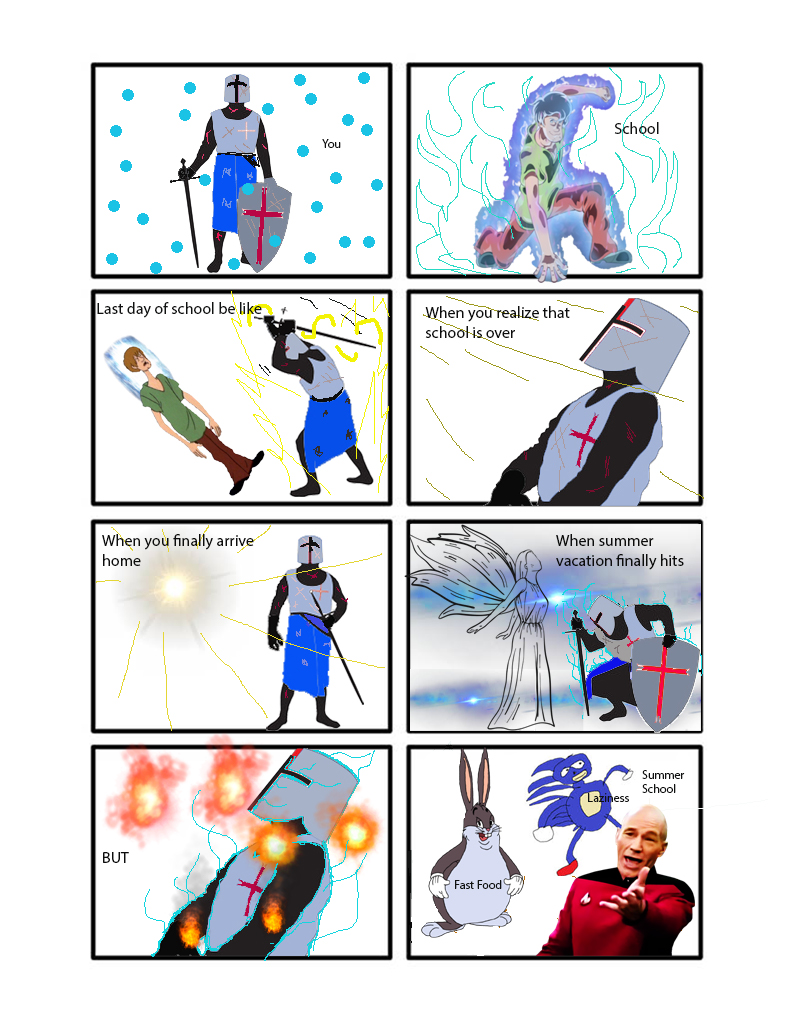 You
School
Last day of school be like
When you realize that
school is over
When you finally arrive
home
When summer
vacation finally hits
BUT
Fast Food
Laziness
Summer
School